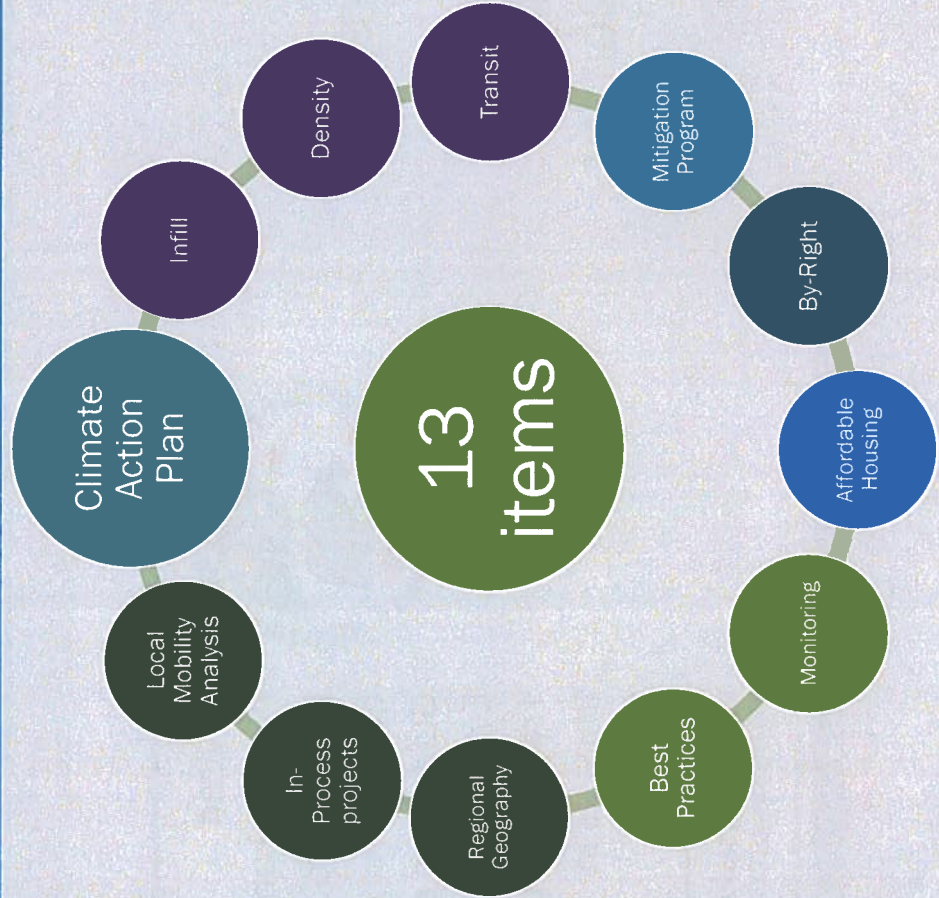 Climate
Action
Plan
Infill
Density
Transit
Mitigation
Program
By-Right
Affordable
Housing
Monitoring
Best
Practices
Regional
Geography
In-
Process
projects
Local
Mobility
Analysis
13
items